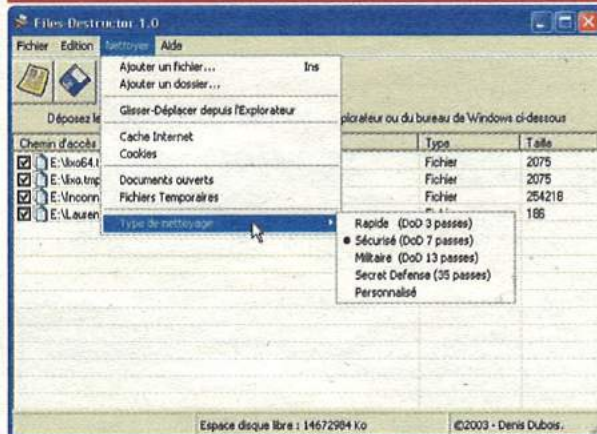 Files-Destructor 1.0
Fichier Edition Nettoyer Aide
Ajouter un fichier... Ins
Ajouter un dossier...
Glisser-Déplacer depuis l'Explorateur
Déposez le plorateur ou du bureau de Windows ci-dessous
Cache Internet
Cookies
Documents ouverts
Fichiers Temporaires
Type de nettoyage
Chemin d'accès Type Taille
E:\lixo64.t Fichier 2075
E:\lixo.tmp Fichier 2075
E:\Inconn Fichier 254218
E:\Lauren 186
Rapide (DoD 3 passes)
Sécurisé (DoD 7 passes)
Militaire (DoD 13 passes)
Secret Defense (35 passes)
Personnalisé
Espace disque libre : 14672984 Ko ©2003 - Denis Dubois.